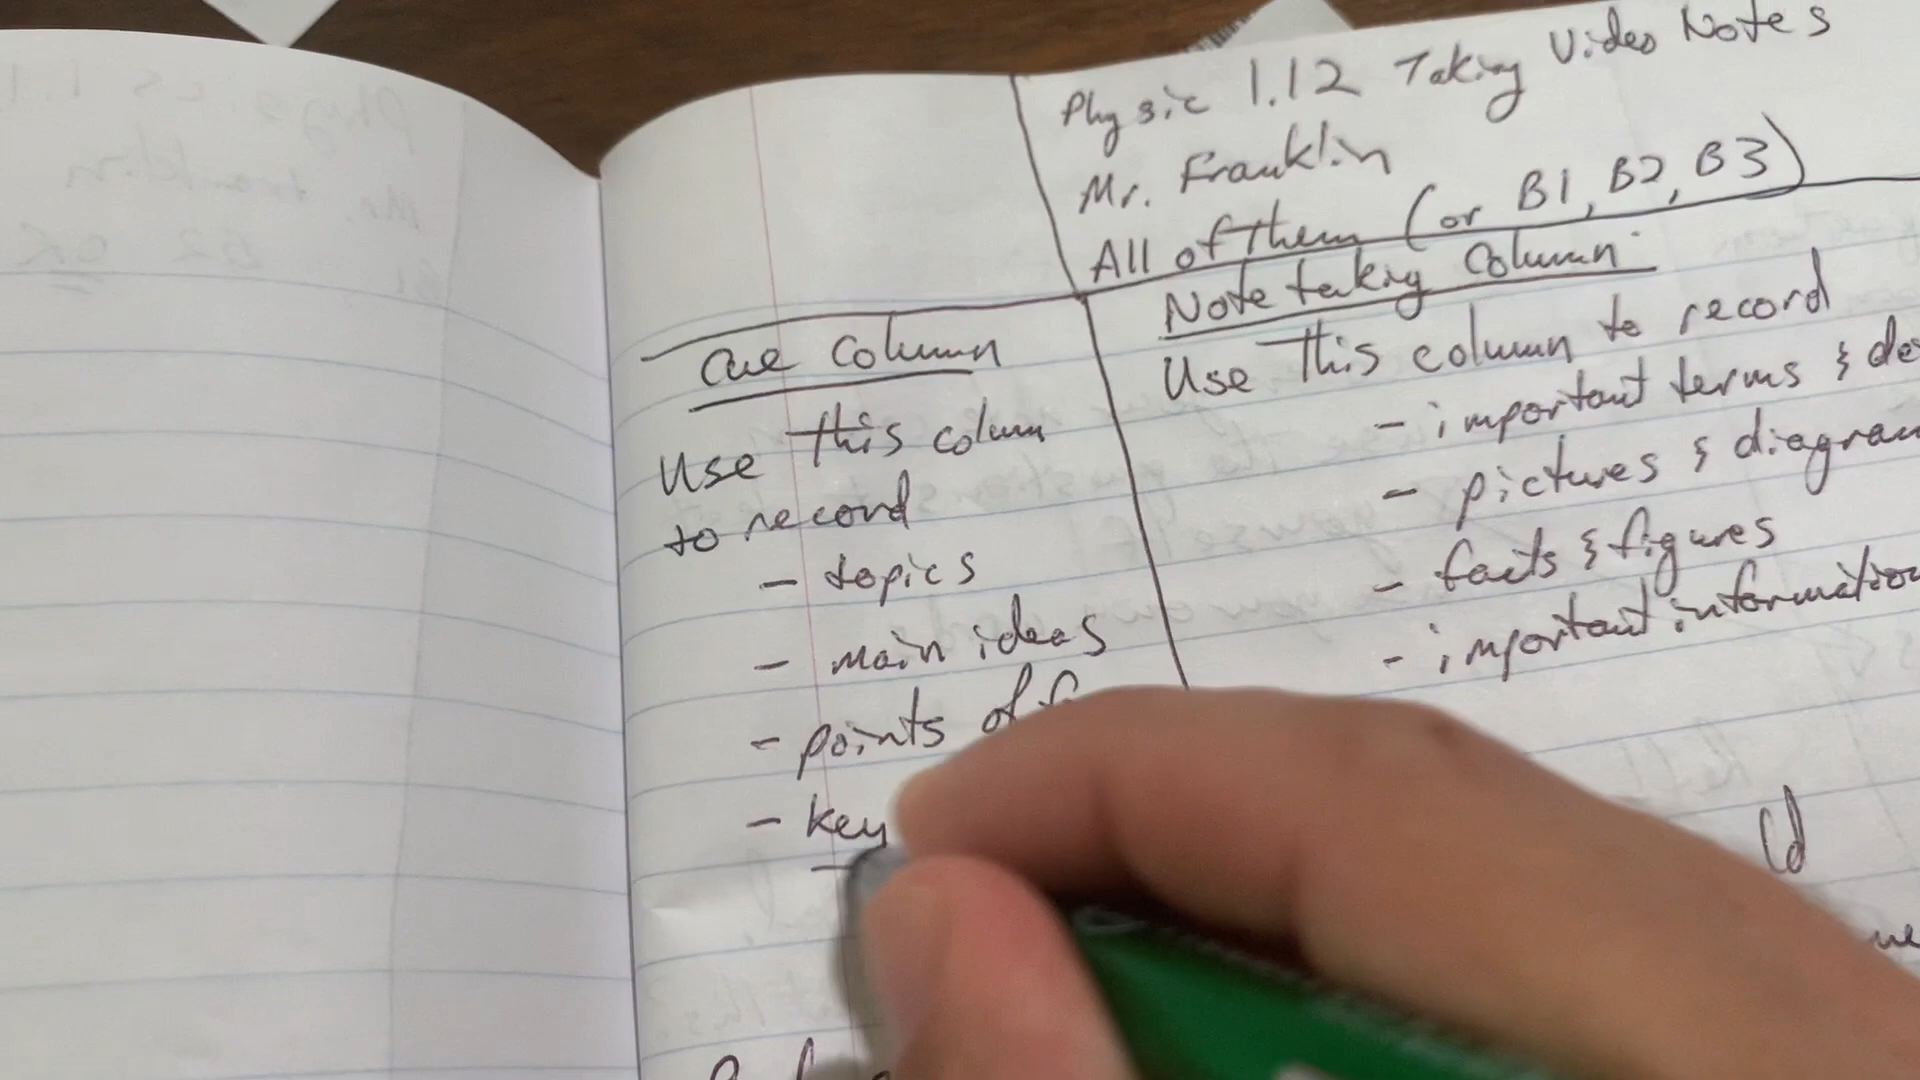 Physic 1.12 Taking Video Notes
Mr. Franklin
All of them (or B1, B2, B3)
Cue Column
Use this colum
to record
- topics
- main ideas
- points of
- key
Note taking Column
Use This column to record
- important terms &
- pictures &
- facts & figures
- important information